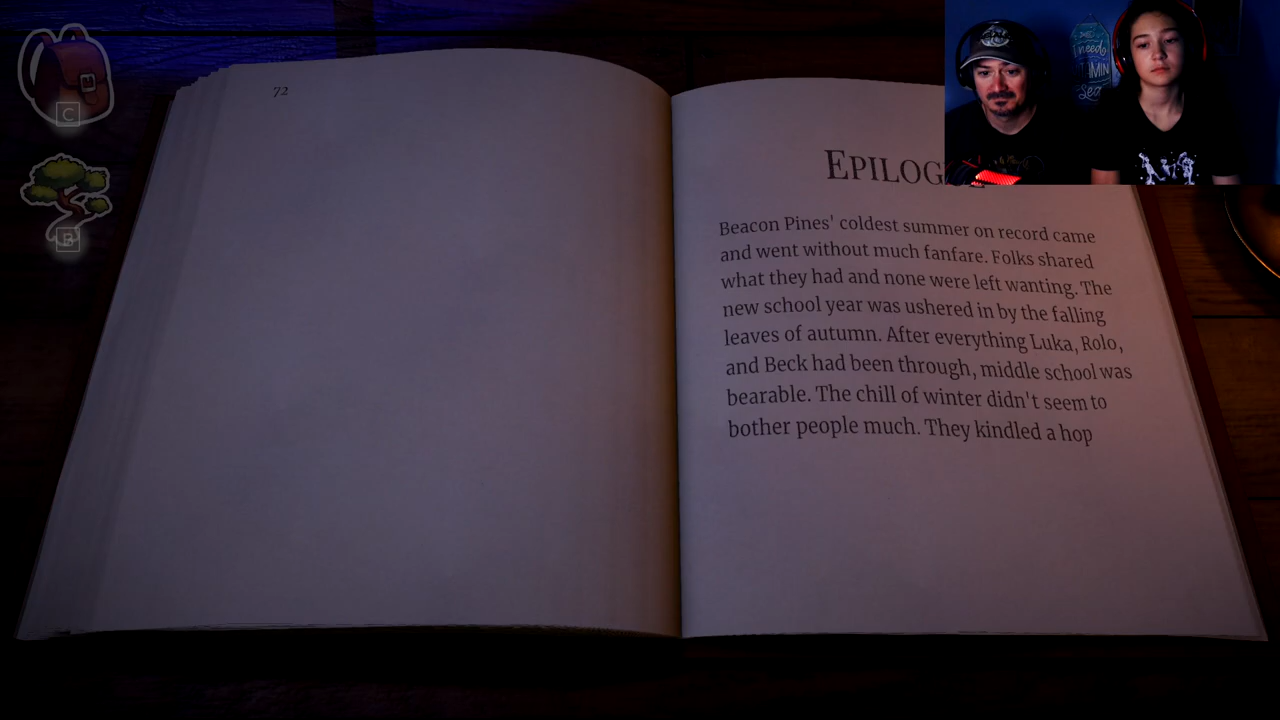 C
B
72
EPILOG
Beacon Pines' coldest summer on record came
and went without much fanfare. Folks shared
what they had and none were left wanting. The
new school year was ushered in by the falling
leaves of autumn. After everything Luka, Rolo,
and Beck had been through, middle school was
bearable. The chill of winter didn't seem to
bother people much. They kindled a hop
I need